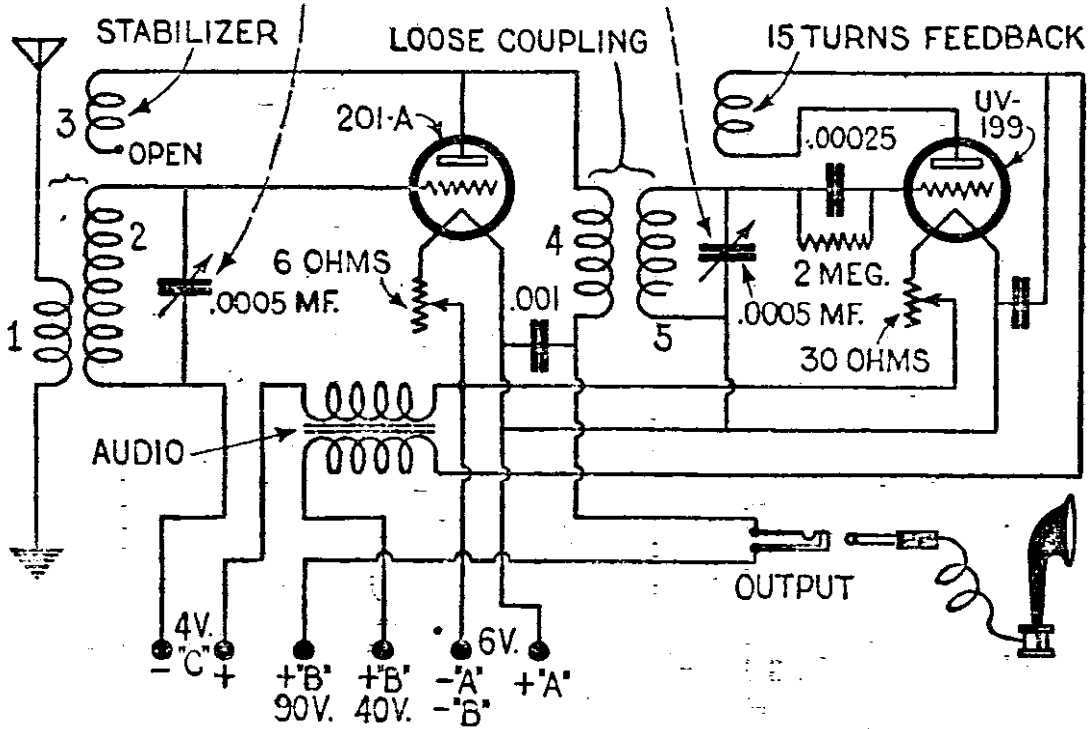 STABILIZER
LOOSE COUPLING
15 TURNS FEEDBACK
3
OPEN
201-A
.00025
UV-
199
2
4
6 OHMS
.0005 MF.
.001
2 MEG.
.0005 MF.
5
1
30 OHMS
AUDIO
OUTPUT
4V.
"C"
- +
6V.
+"B"
90V.
+"B"
40V.
-"A"
-"B"
+"A"